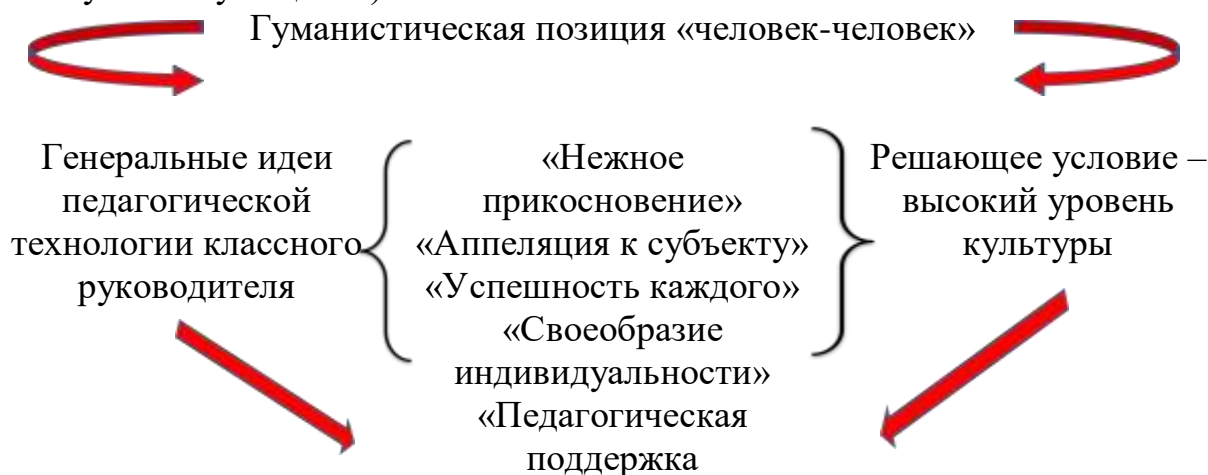 Гуманистическая позиция «человек-человек»
Генеральные идеи
педагогической
технологии классного
руководителя
«Нежное
прикосновение»
«Аппеляция к субъекту»
«Успешность каждого»
«Своеобразие
индивидуальности»
«Педагогическая
поддержка
Решающее условие –
высокий уровень
культуры